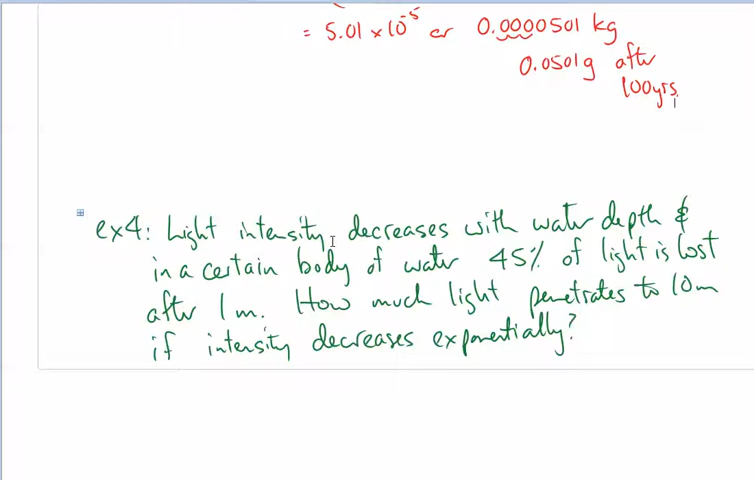 = 5.01 × 10⁻⁵ or 0.0000501 kg
0.0501g after
100yrs.
ex4: Light intensity decreases with water depth &
in a certain body of water 45% of light is lost
after 1m. How much light penetrates to 10m
if intensity decreases exponentially?